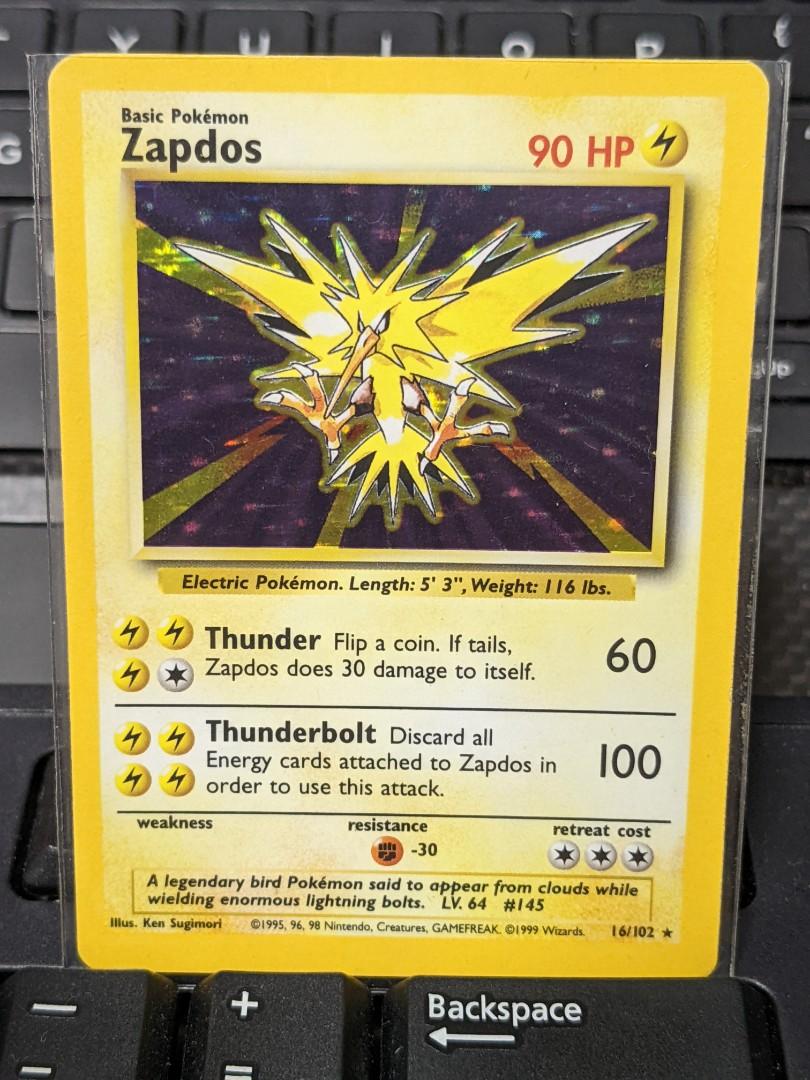 Y U I O P
G
Basic Pokémon
Zapdos 90 HP
Electric Pokémon. Length: 5' 3", Weight: 116 lbs.
Thunder Flip a coin. If tails,
Zapdos does 30 damage to itself. 60
Thunderbolt Discard all
Energy cards attached to Zapdos in
order to use this attack. 100
weakness resistance retreat cost
-30
A legendary bird Pokémon said to appear from clouds while
wielding enormous lightning bolts. LV. 64 #145
Illus. Ken Sugimori ©1995, 96, 98 Nintendo, Creatures, GAMEFREAK. ©1999 Wizards. 16/102 ★
— +
Backspace
- =